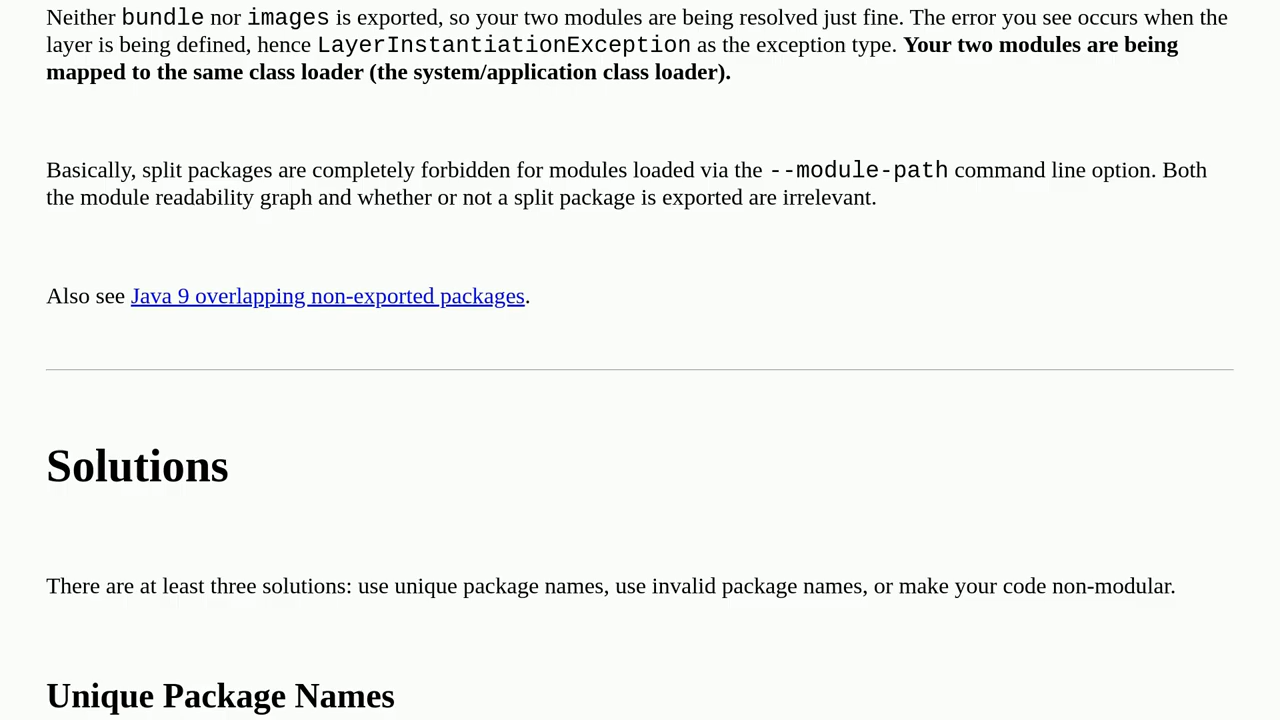 Neither bundle nor images is exported, so your two modules are being resolved just fine. The error you see occurs when the
layer is being defined, hence LayerInstantiationException as the exception type. Your two modules are being
mapped to the same class loader (the system/application class loader).
Basically, split packages are completely forbidden for modules loaded via the --module-path command line option. Both
the module readability graph and whether or not a split package is exported are irrelevant.
Also see Java 9 overlapping non-exported packages.
Solutions
There are at least three solutions: use unique package names, use invalid package names, or make your code non-modular.
Unique Package Names